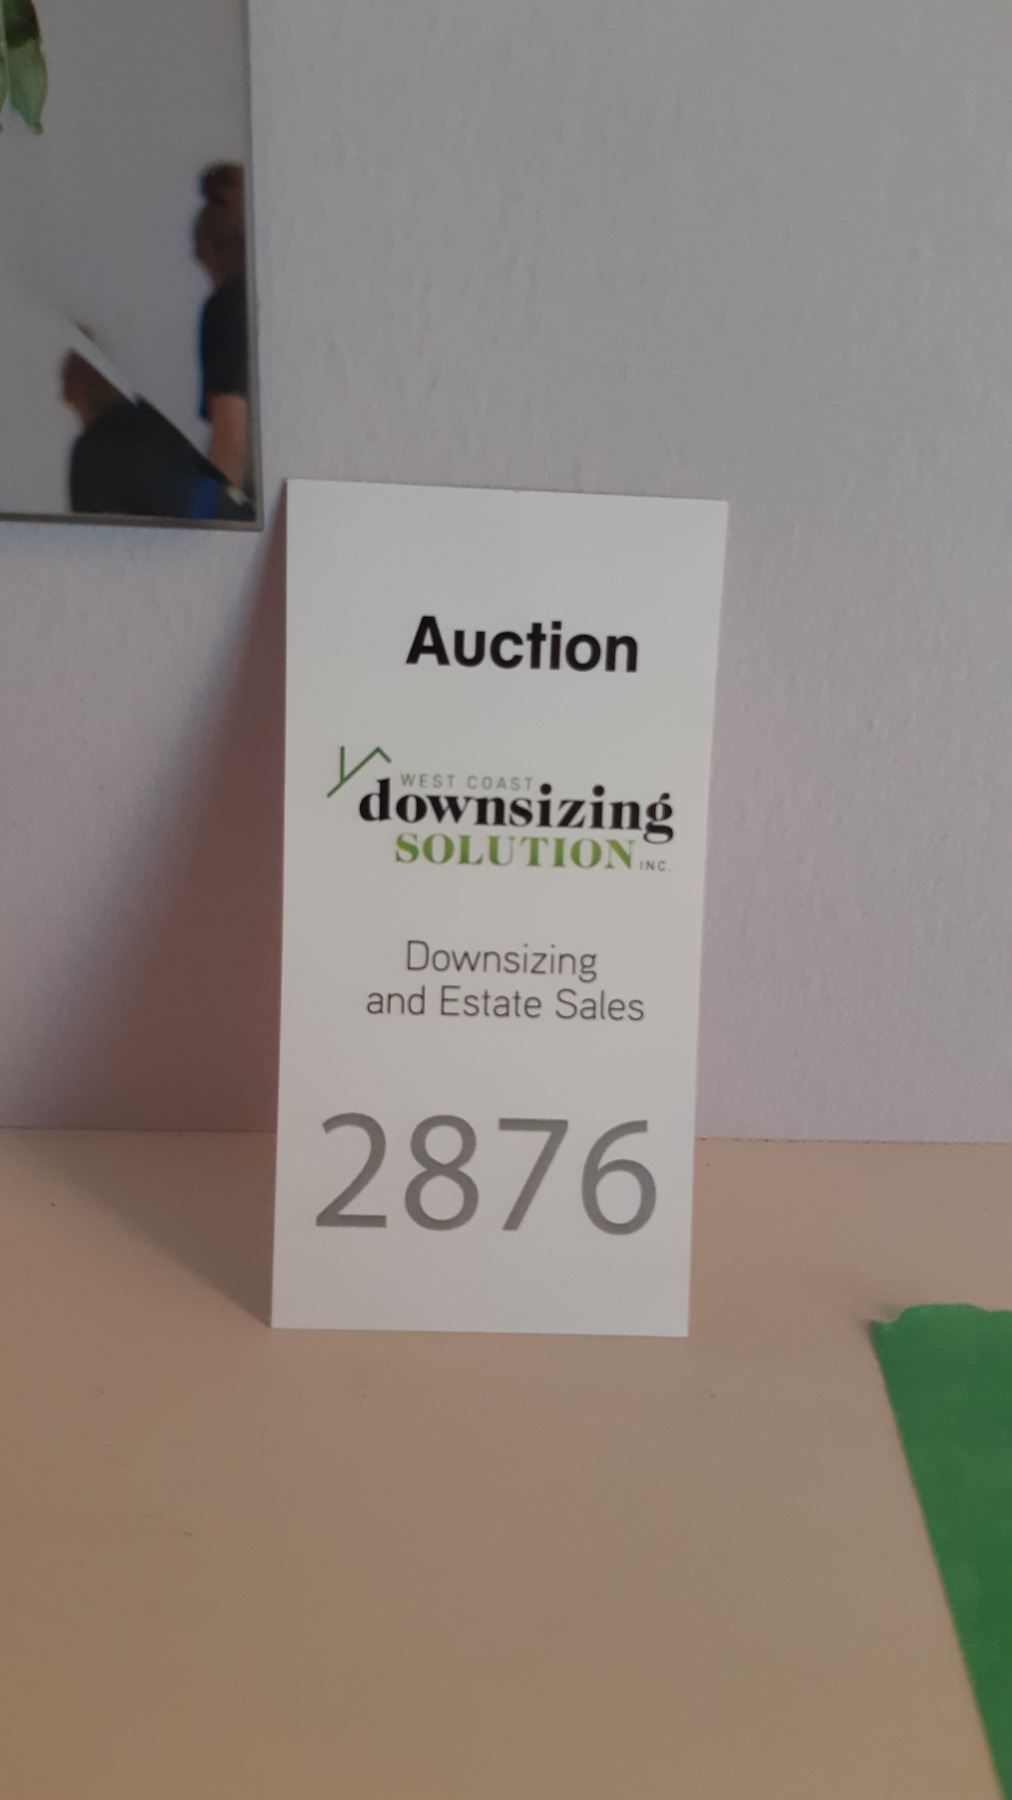 Auction
WEST COAST
downsizing
SOLUTION INC.
Downsizing
and Estate Sales
2876